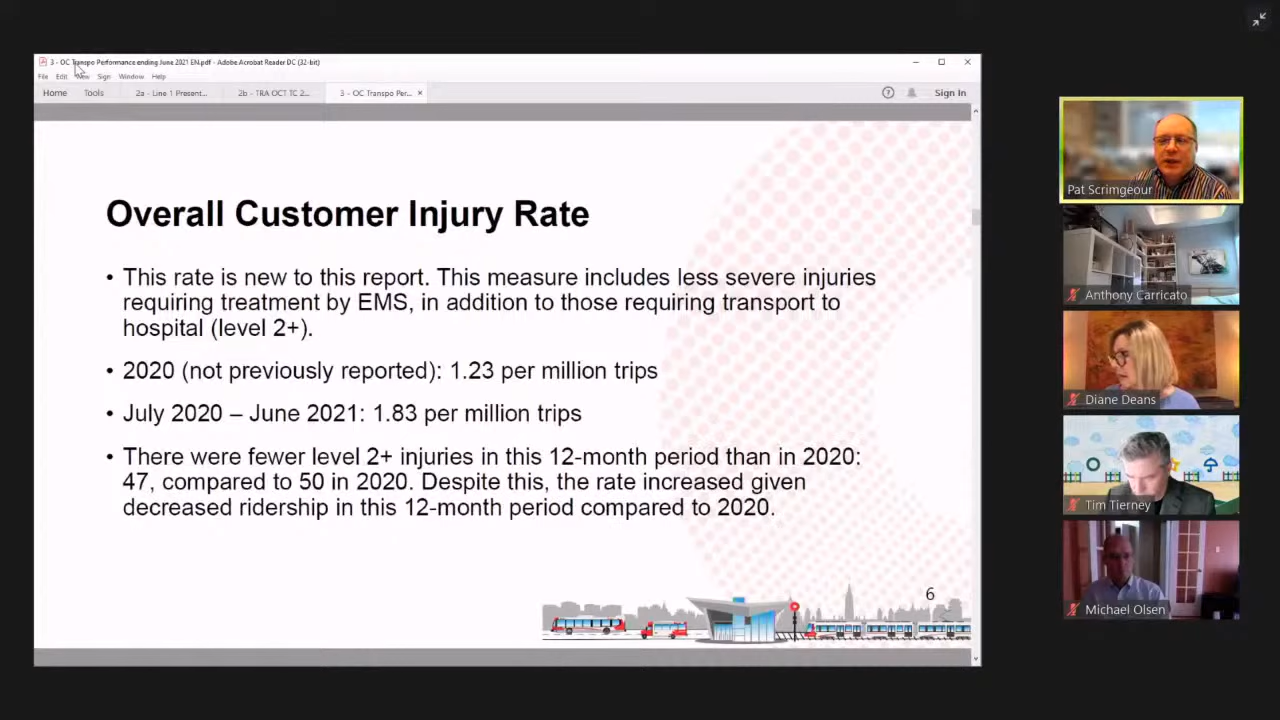 3 - OC Transpo Performance ending June 2021 EN.pdf - Adobe Acrobat Reader DC (32-bit)
File Edit View Sign Window Help
Home Tools 2a - Line 1 Present... 2b - TRA OCT TC 2... 3 - OC Transpo Per... × Sign In
Overall Customer Injury Rate
• This rate is new to this report. This measure includes less severe injuries
requiring treatment by EMS, in addition to those requiring transport to
hospital (level 2+).
• 2020 (not previously reported): 1.23 per million trips
• July 2020 – June 2021: 1.83 per million trips
• There were fewer level 2+ injuries in this 12-month period than in 2020:
47, compared to 50 in 2020. Despite this, the rate increased given
decreased ridership in this 12-month period compared to 2020.
6
Pat Scrimgeour
Anthony Carricato
Diane Deans
Tim Tierney
Michael Olsen